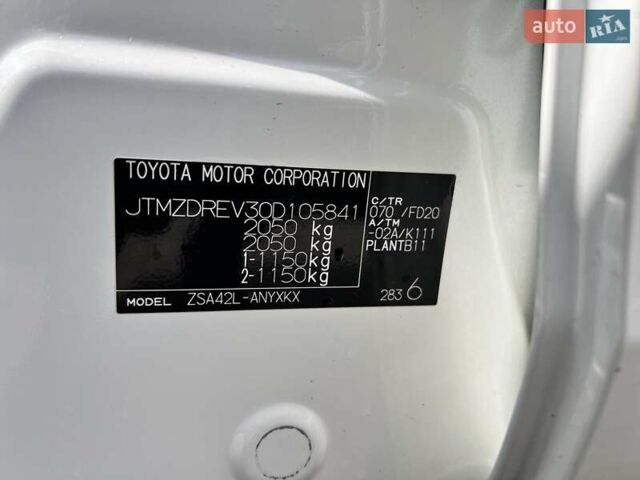 auto RIA
.com
TOYOTA MOTOR CORPORATION
JTMZDREV30D105841
2050 kg
2050 kg
1-1150kg
2-1150kg
C/TR
070 /FD20
A/TM
-02A/K111
PLANTB11
MODEL ZSA42L-ANYXKX
283 6